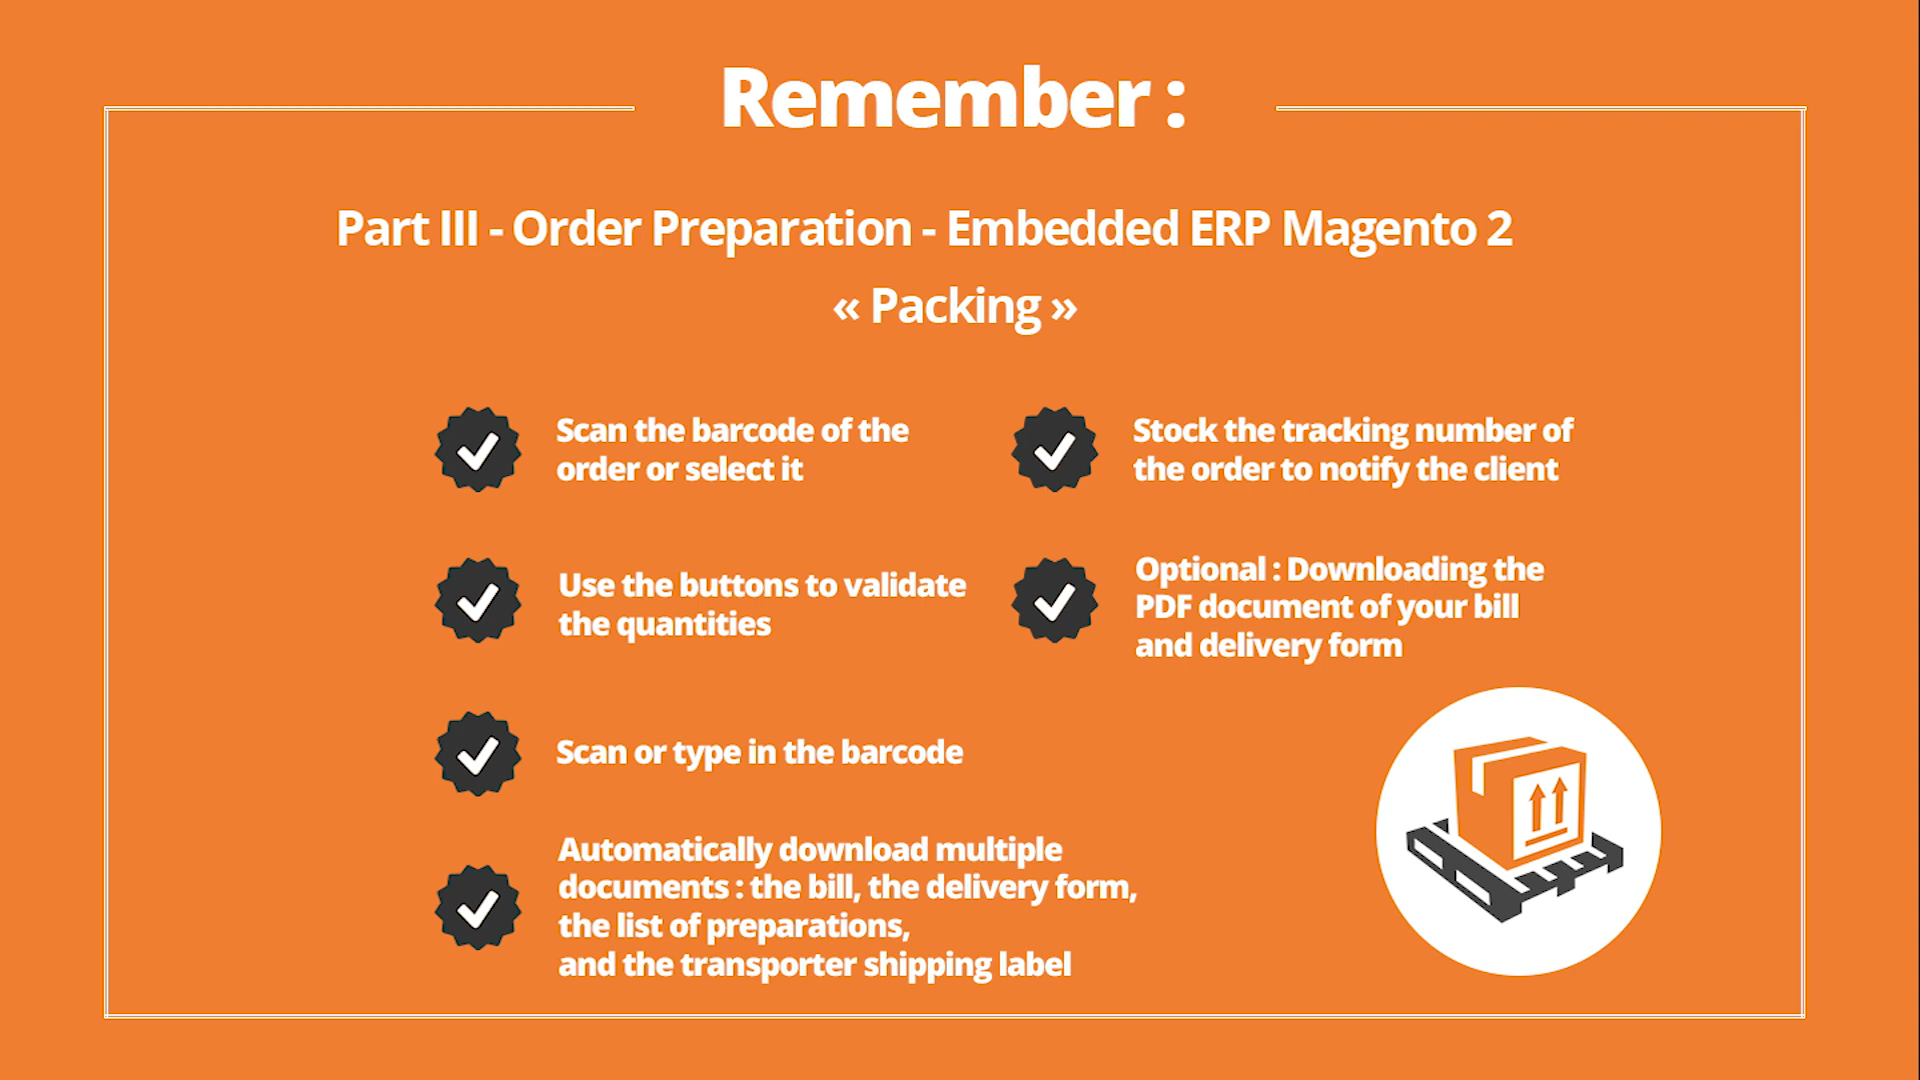 Remember :
Part III - Order Preparation - Embedded ERP Magento 2
« Packing »
Scan the barcode of the
order or select it
Use the buttons to validate
the quantities
Scan or type in the barcode
Automatically download multiple
documents : the bill, the delivery form,
the list of preparations,
and the transporter shipping label
Stock the tracking number of
the order to notify the client
Optional : Downloading the
PDF document of your bill
and delivery form